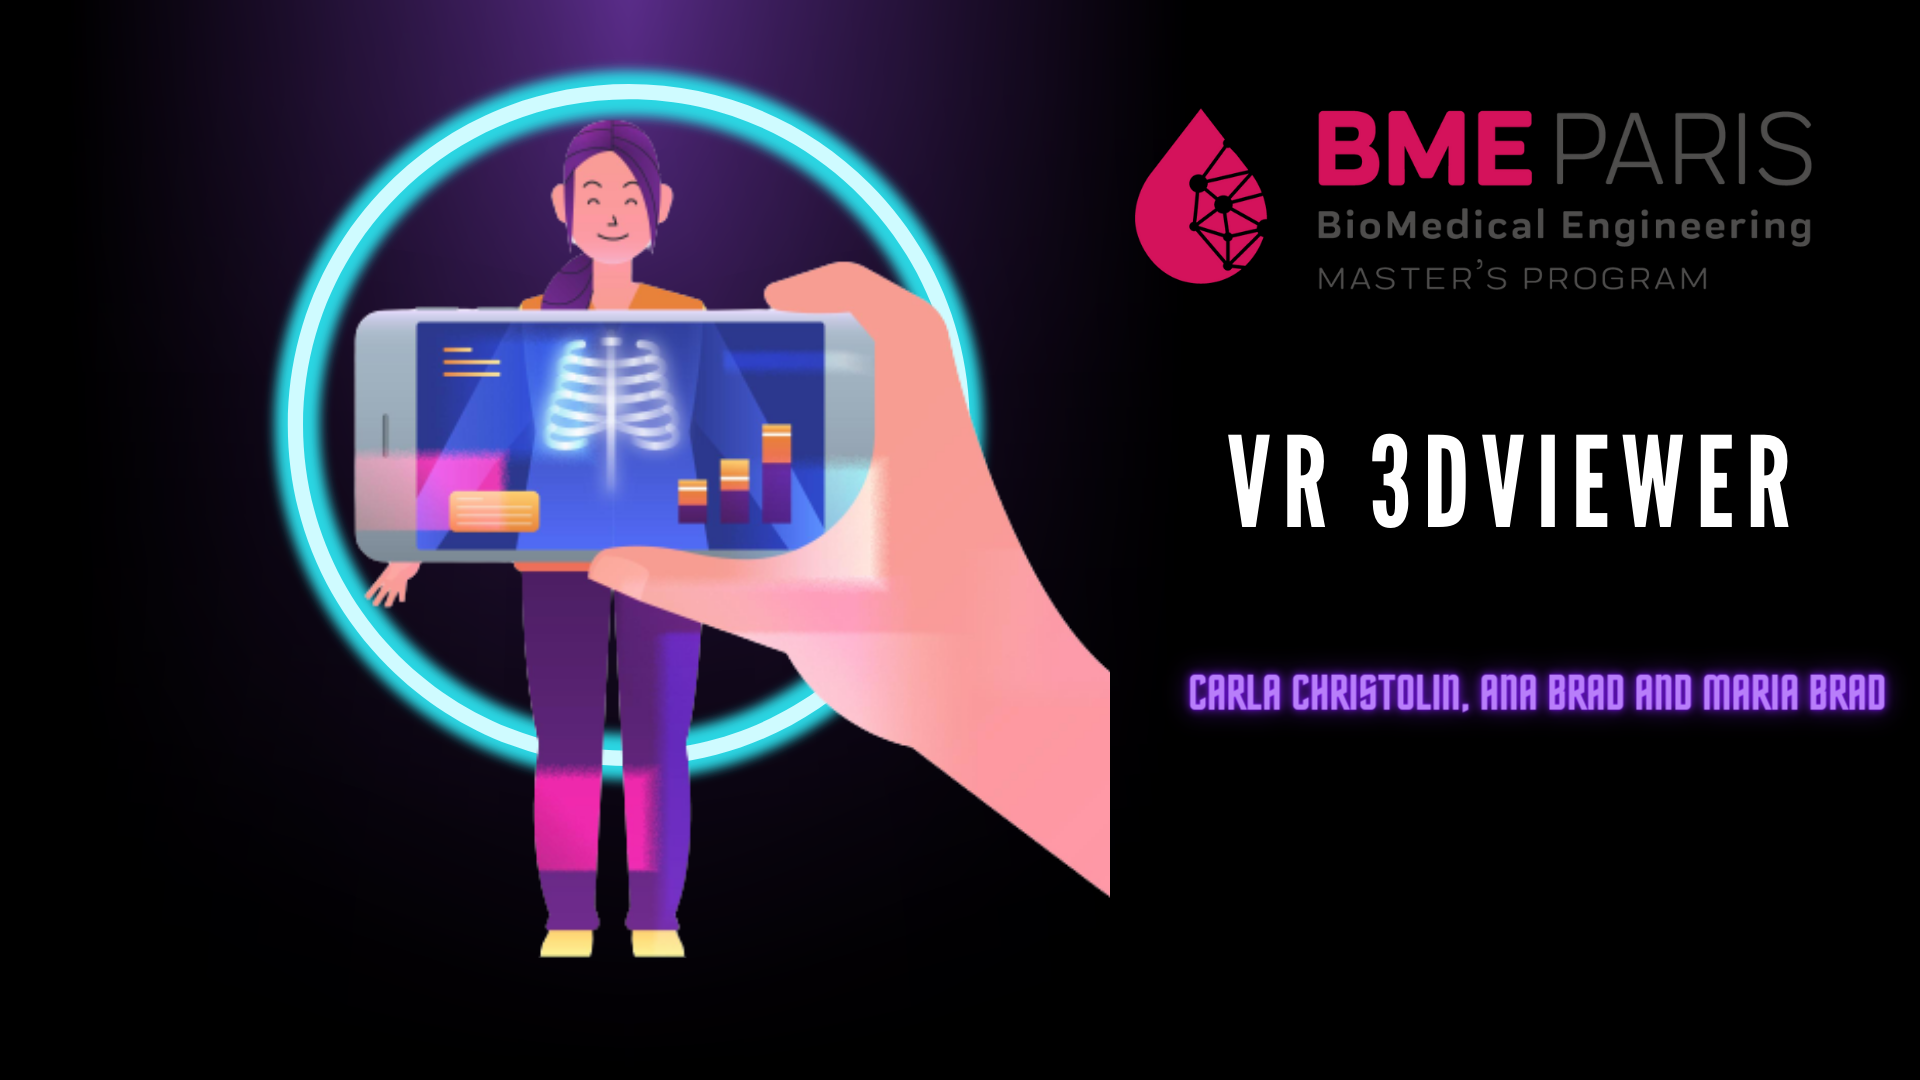 BME PARIS
BioMedical Engineering
MASTER'S PROGRAM
VR 3DVIEWER
CARLA CHRISTOLIN, ANA BRAD AND MARIA BRAD